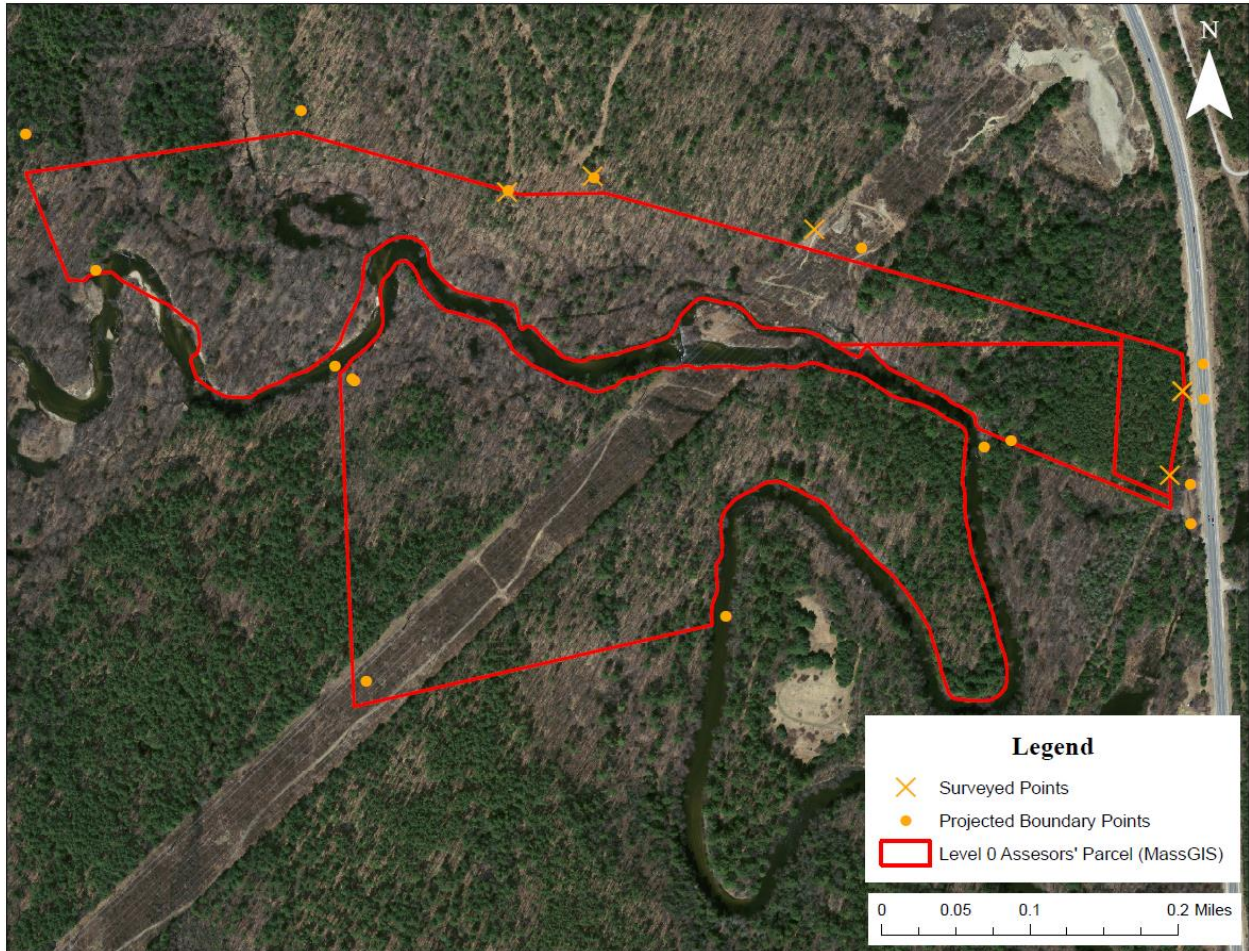 N
Legend
Surveyed Points
Projected Boundary Points
Level 0 Assesors' Parcel (MassGIS)
0 0.05 0.1 0.2 Miles